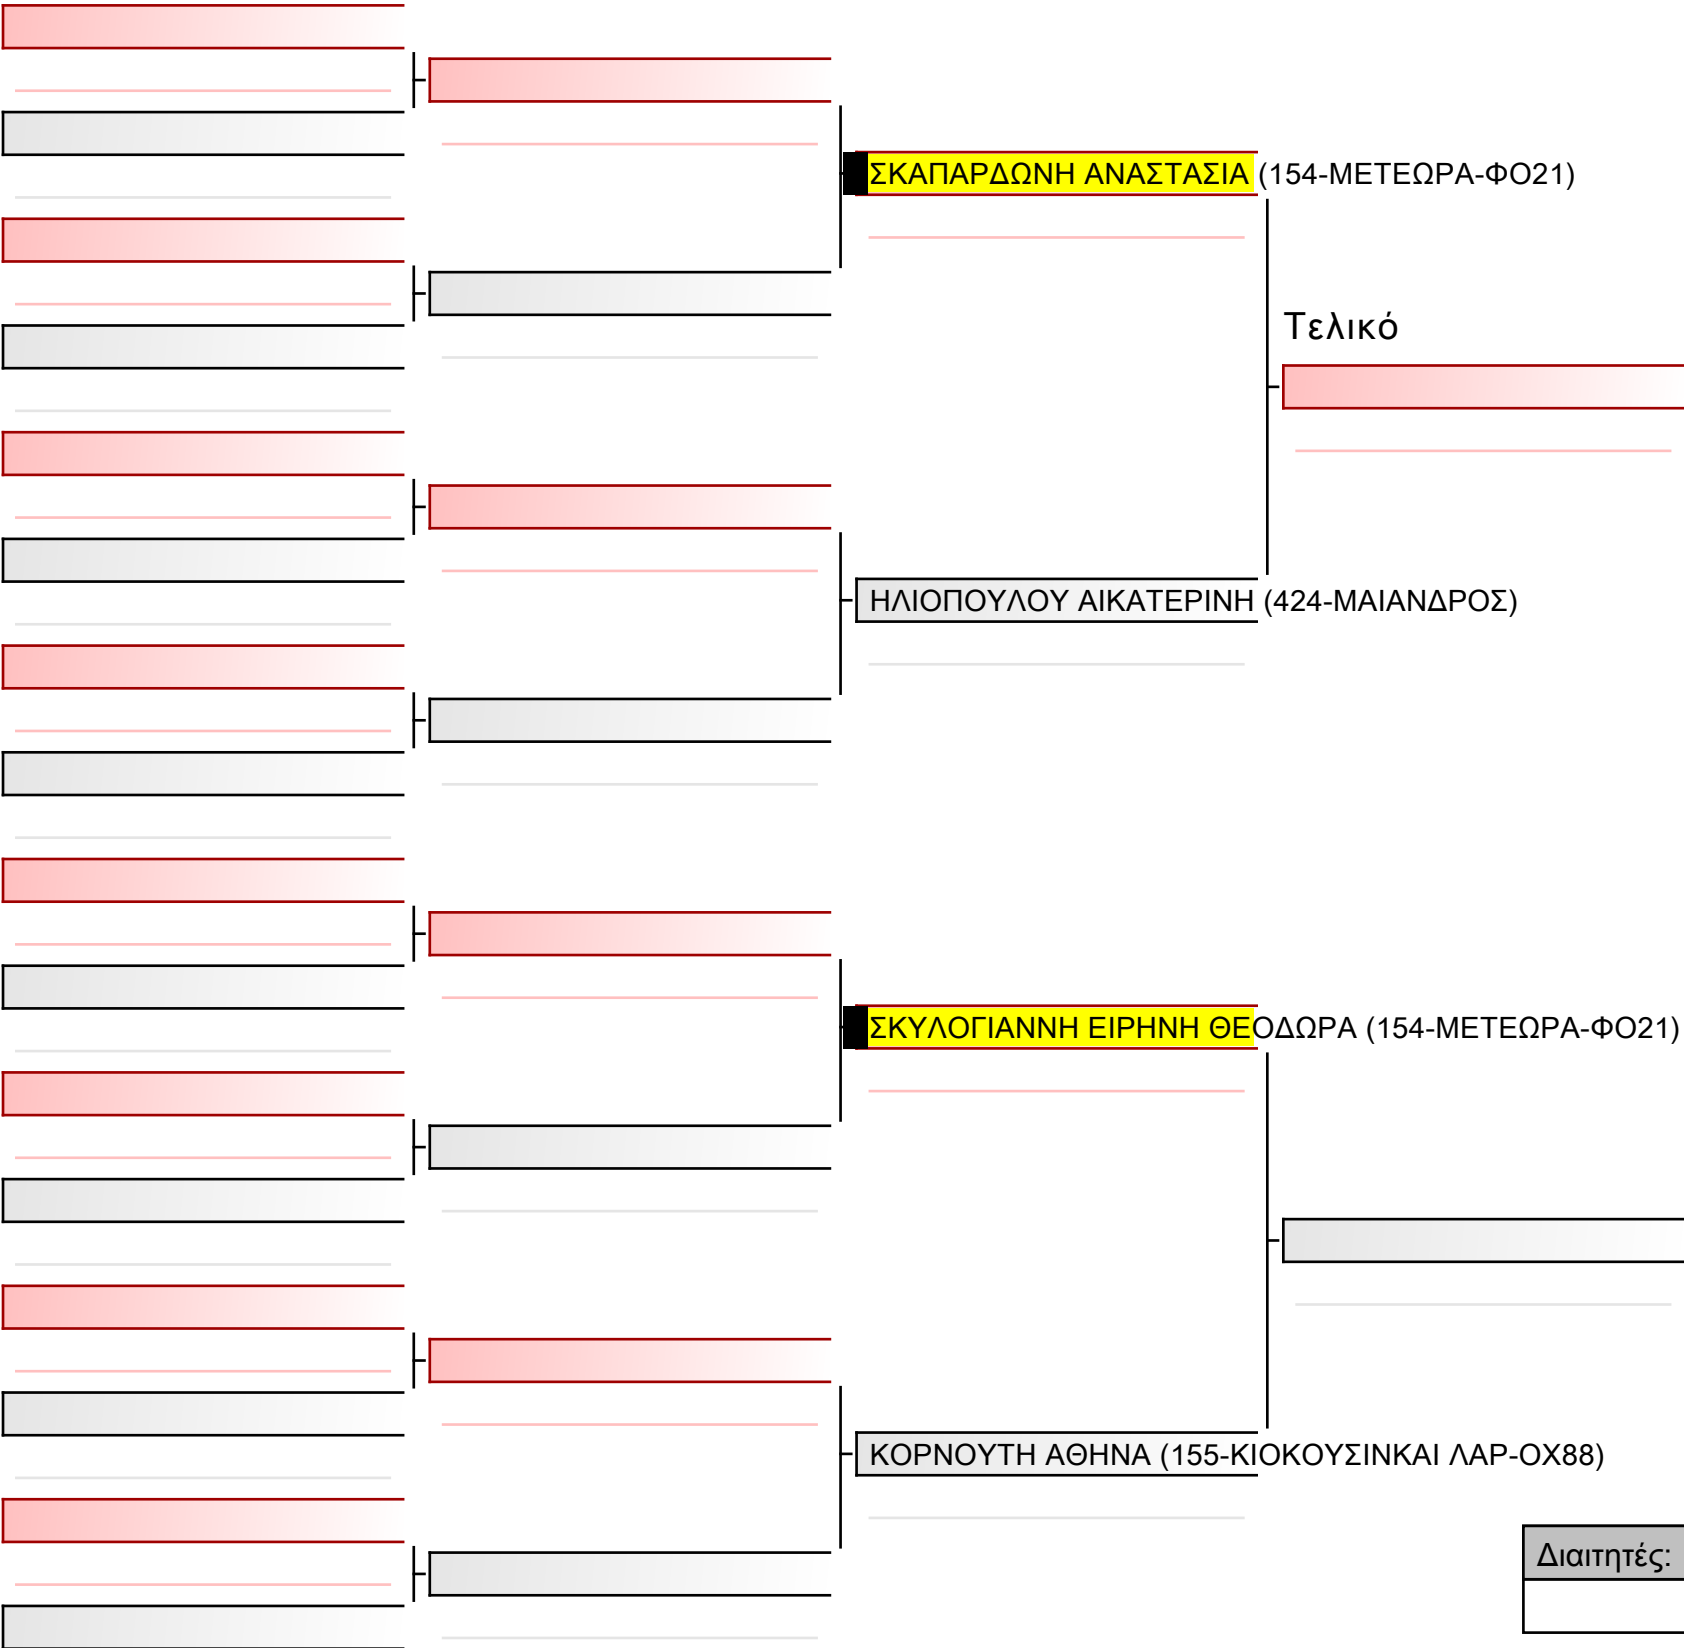 ΣΚΑΠΑΡΔΩΝΗ ΑΝΑΣΤΑΣΙΑ (154-ΜΕΤΕΩΡΑ-ΦΟ21)
Τελικό
ΗΛΙΟΠΟΥΛΟΥ ΑΙΚΑΤΕΡΙΝΗ (424-ΜΑΙΑΝΔΡΟΣ)
ΣΚΥΛΟΓΙΑΝΝΗ ΕΙΡΗΝΗ ΘΕΟΔΩΡΑ (154-ΜΕΤΕΩΡΑ-ΦΟ21)
ΚΟΡΝΟΥΤΗ ΑΘΗΝΑ (155-ΚΙΟΚΟΥΣΙΝΚΑΙ ΛΑΡ-ΟΧ88)
Διαιτητές: